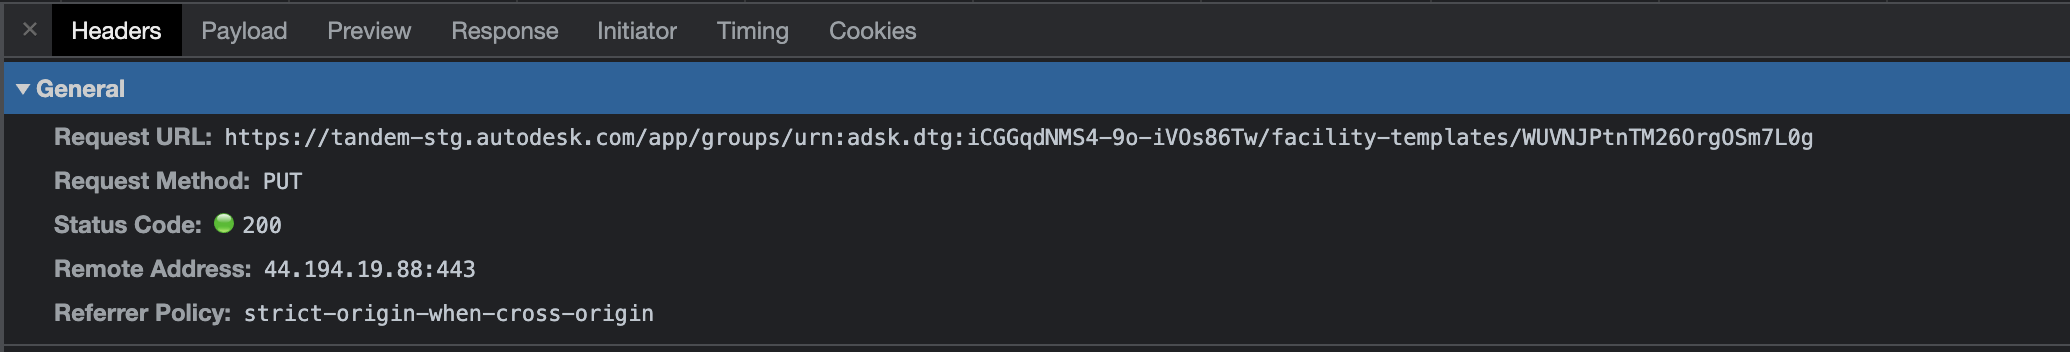 × Headers Payload Preview Response Initiator Timing Cookies
▼ General
Request URL: https://tandem-stg.autodesk.com/app/groups/urn:adsk.dtg:iCGGqdNMS4-9o-iVOs86Tw/facility-templates/WUVNJPtnTM26OrgOSm7L0g
Request Method: PUT
Status Code: 200
Remote Address: 44.194.19.88:443
Referrer Policy: strict-origin-when-cross-origin